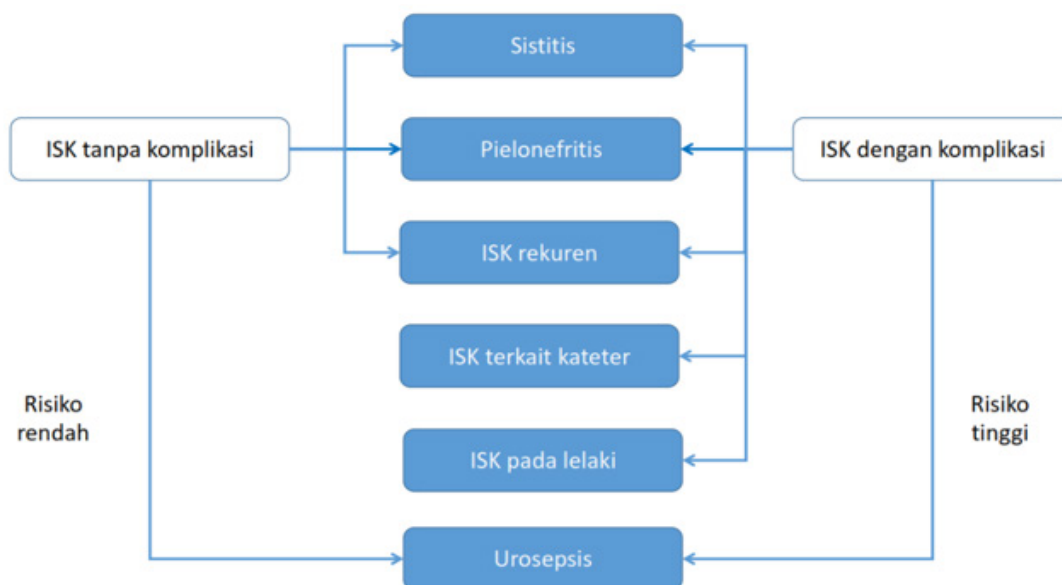 Sistitis
ISK tanpa komplikasi
Pielonefritis
ISK dengan komplikasi
ISK rekuren
ISK terkait kateter
Risiko
rendah
Risiko
tinggi
ISK pada lelaki
Urosepsis